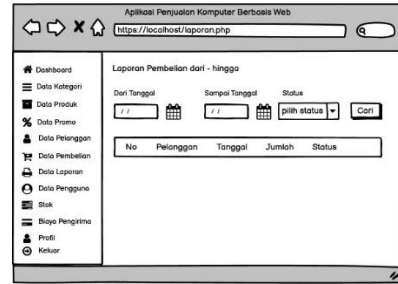 Aplikasi Penjualan Komputer Berbasis Web
https://localhost/laporan.php
Dashboard
Data Kategori
Data Produk
Data Promo
Data Pelanggan
Data Pembelian
Data Laporan
Data Pengguna
Stok
Biaya Pengirima
Profil
Keluar
Laporan Pembelian dari - hingga
Dari Tanggal Sampai Tanggal Status
/ / / / pilih status Cari
No Pelanggan Tanggal Jumlah Status